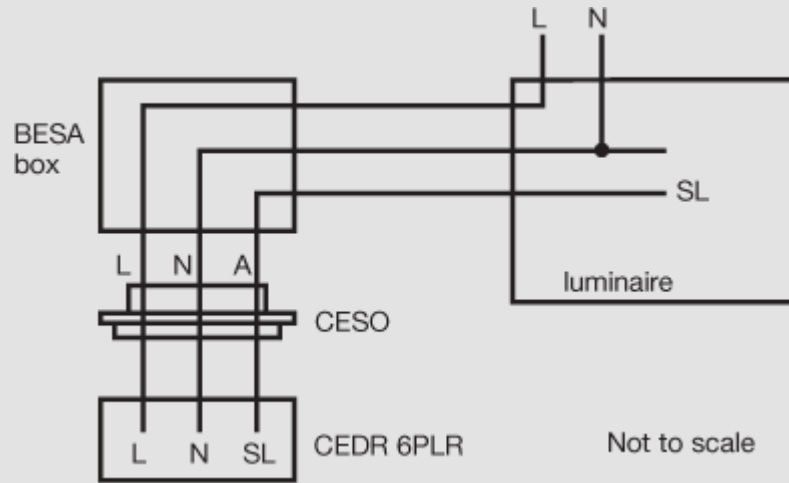 L N
BESA
box
SL
L N A
luminaire
CESO
L N SL
CEDR 6PLR
Not to scale